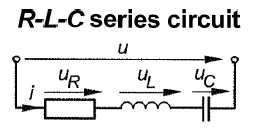 R-L-C series circuit
u
i u_R u_L u_C